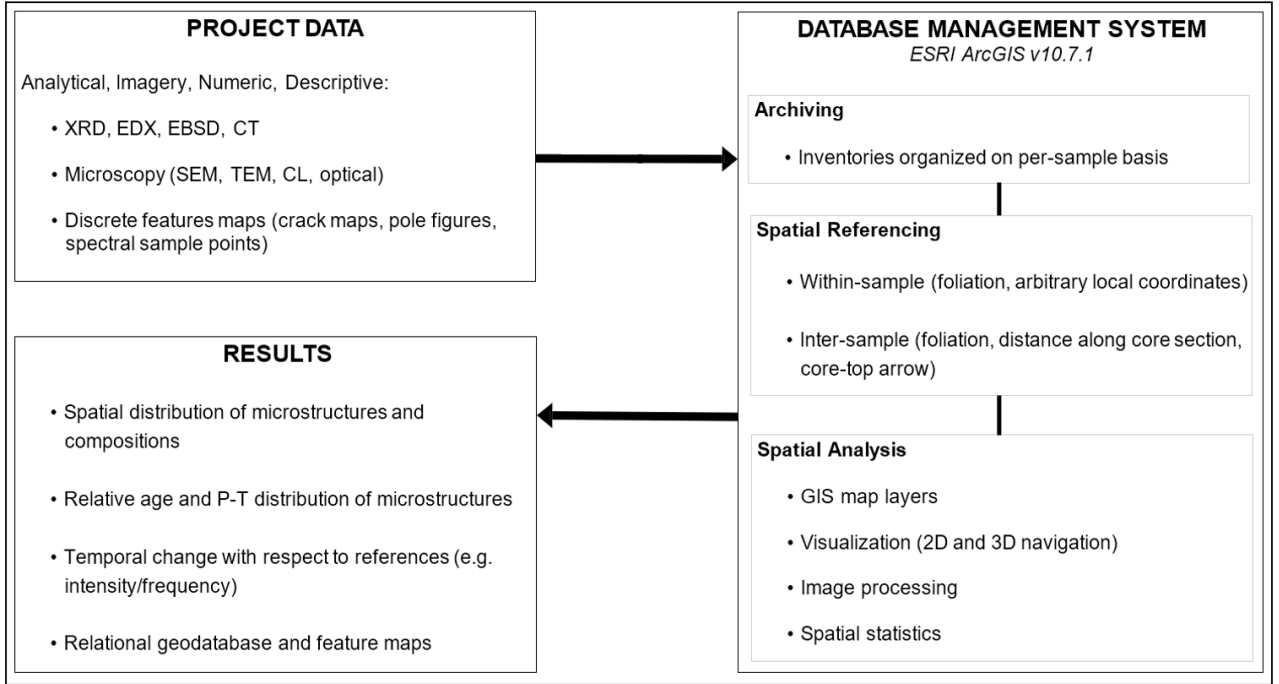 PROJECT DATA
Analytical, Imagery, Numeric, Descriptive:
• XRD, EDX, EBSD, CT
• Microscopy (SEM, TEM, CL, optical)
• Discrete features maps (crack maps, pole figures,
spectral sample points)
DATABASE MANAGEMENT SYSTEM
ESRI ArcGIS v10.7.1
Archiving
• Inventories organized on per-sample basis
Spatial Referencing
• Within-sample (foliation, arbitrary local coordinates)
• Inter-sample (foliation, distance along core section,
core-top arrow)
Spatial Analysis
• GIS map layers
• Visualization (2D and 3D navigation)
• Image processing
• Spatial statistics
RESULTS
• Spatial distribution of microstructures and
compositions
• Relative age and P-T distribution of microstructures
• Temporal change with respect to references (e.g.
intensity/frequency)
• Relational geodatabase and feature maps